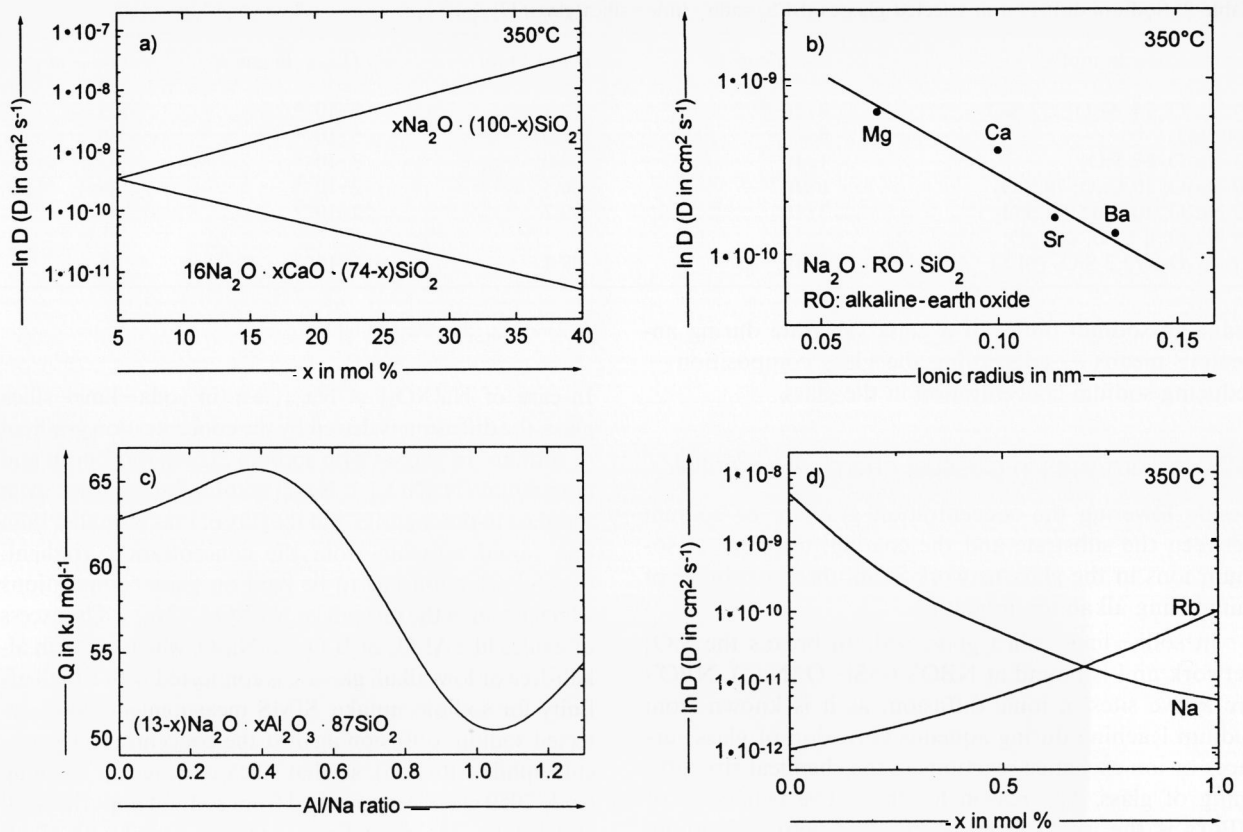 a)
350°C
1•10⁻⁷
1•10⁻⁸
1•10⁻⁹
1•10⁻¹⁰
1•10⁻¹¹
ln D (D in cm² s⁻¹)
xNa₂O · (100-x)SiO₂
16Na₂O · xCaO · (74-x)SiO₂
5 10 15 20 25 30 35 40
x in mol %
b)
350°C
1•10⁻⁹
1•10⁻¹⁰
ln D (D in cm² s⁻¹)
Mg
Ca
Sr
Ba
Na₂O · RO · SiO₂
RO: alkaline-earth oxide
0.05 0.10 0.15
Ionic radius in nm
c)
65
60
55
50
Q in kJ mol⁻¹
(13-x)Na₂O · xAl₂O₃ · 87SiO₂
0.0 0.2 0.4 0.6 0.8 1.0 1.2
Al/Na ratio
d)
350°C
1•10⁻⁸
1•10⁻⁹
1•10⁻¹⁰
1•10⁻¹¹
1•10⁻¹²
ln D (D in cm² s⁻¹)
Rb
Na
0.0 0.5 1.0
x in mol %